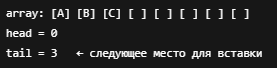 array: [A] [B] [C] [ ] [ ] [ ] [ ] [ ]
head = 0
tail = 3 ← следующее место для вставки